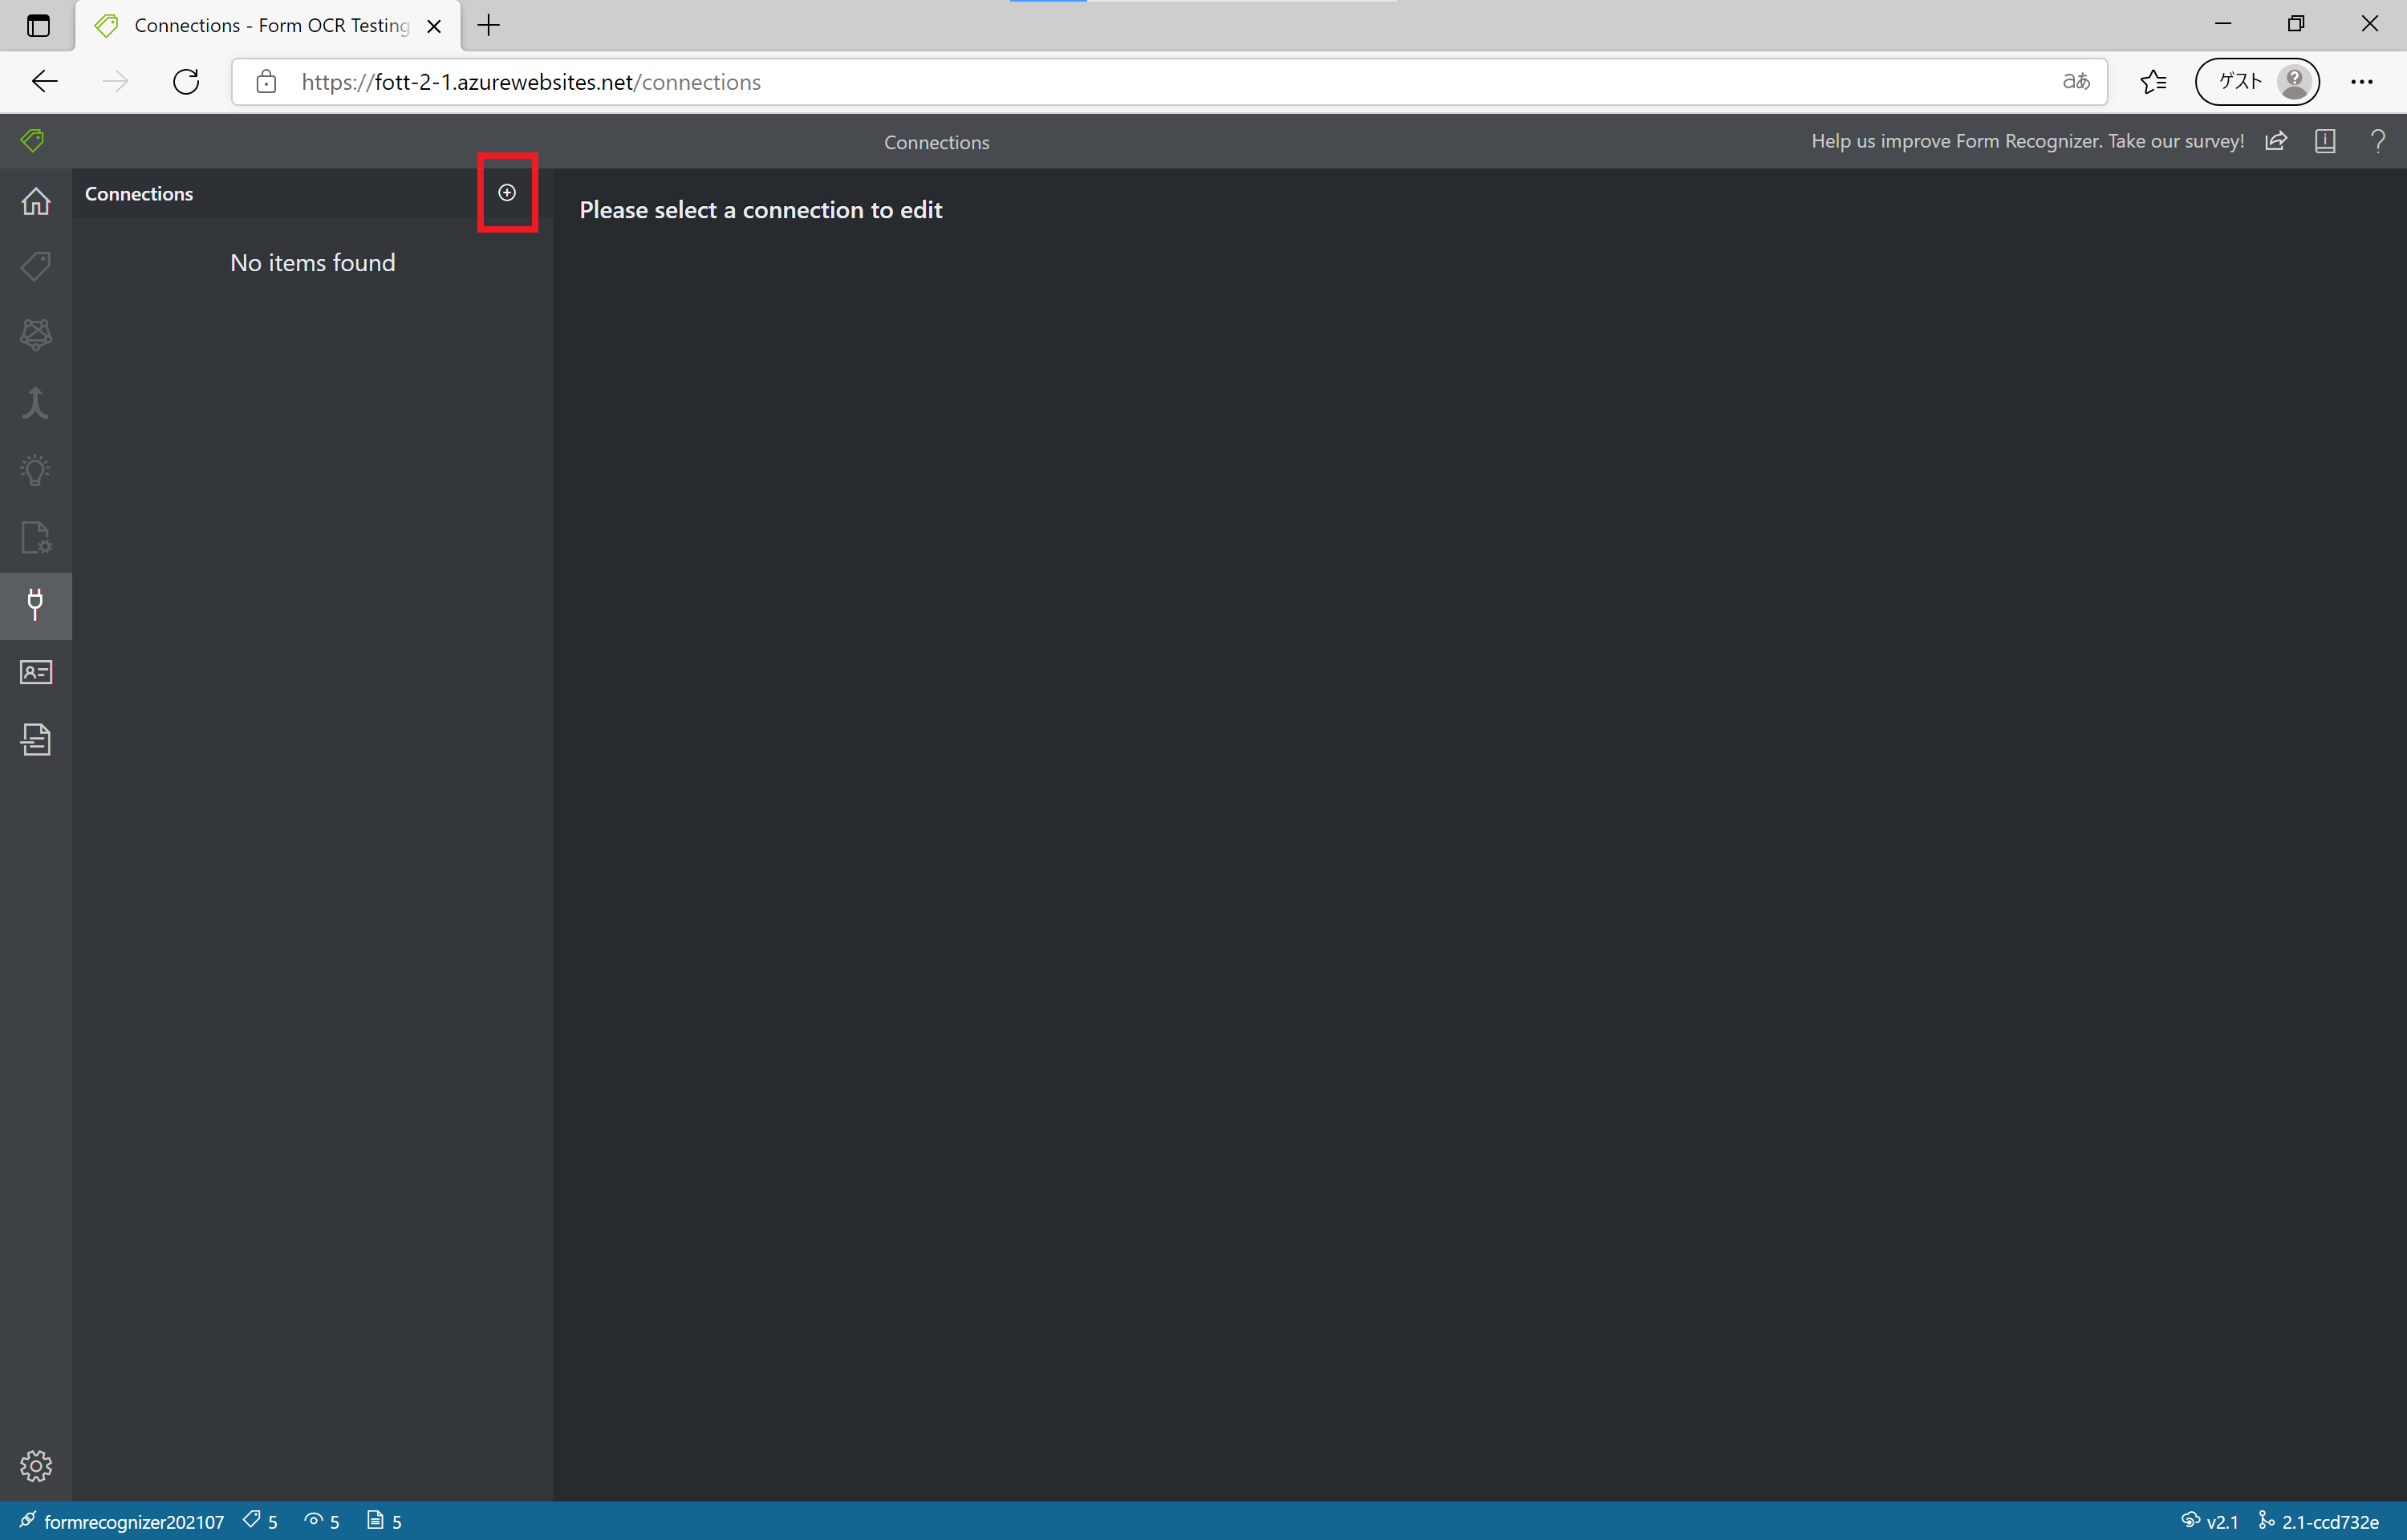 Connections - Form OCR Testing
https://fott-2-1.azurewebsites.net/connections
aあ
ゲスト
Connections
Help us improve Form Recognizer. Take our survey!
Connections
Please select a connection to edit
No items found
formrecognizer202107 5 5 5
v2.1 2.1-ccd732e